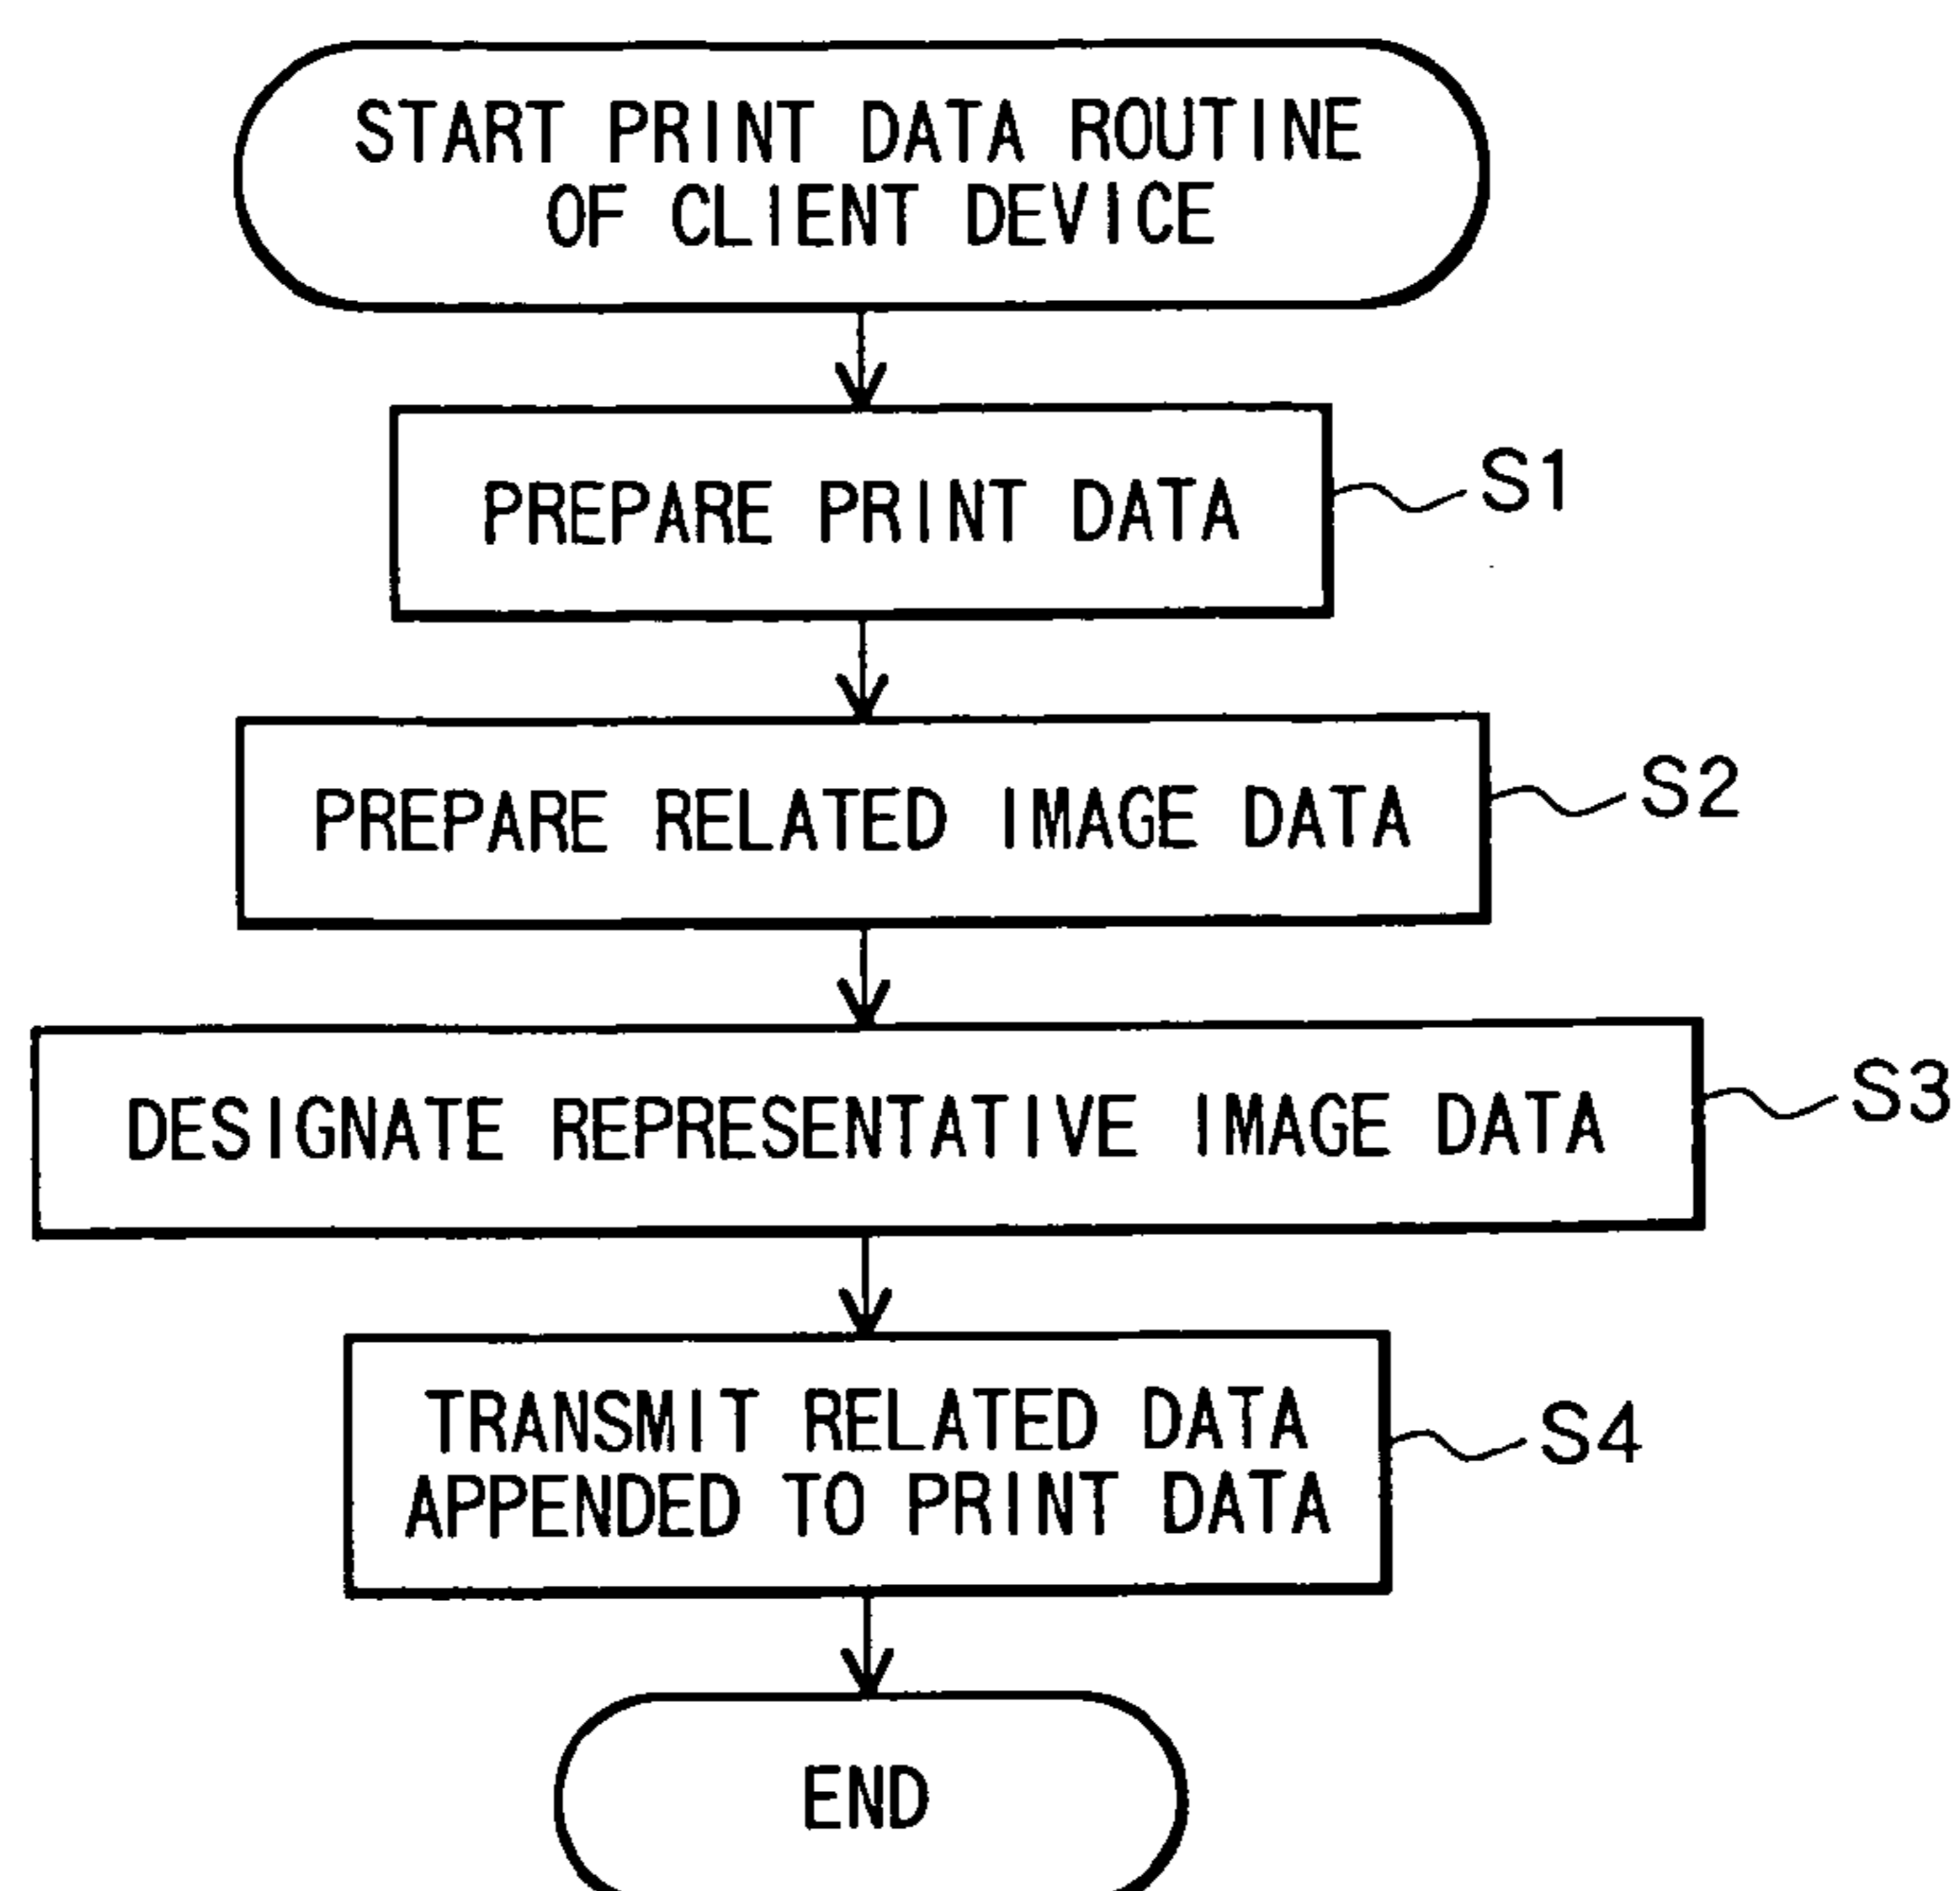 START PRINT DATA ROUTINE
OF CLIENT DEVICE
PREPARE PRINT DATA
S1
PREPARE RELATED IMAGE DATA
S2
DESIGNATE REPRESENTATIVE IMAGE DATA
S3
TRANSMIT RELATED DATA
APPENDED TO PRINT DATA
S4
END